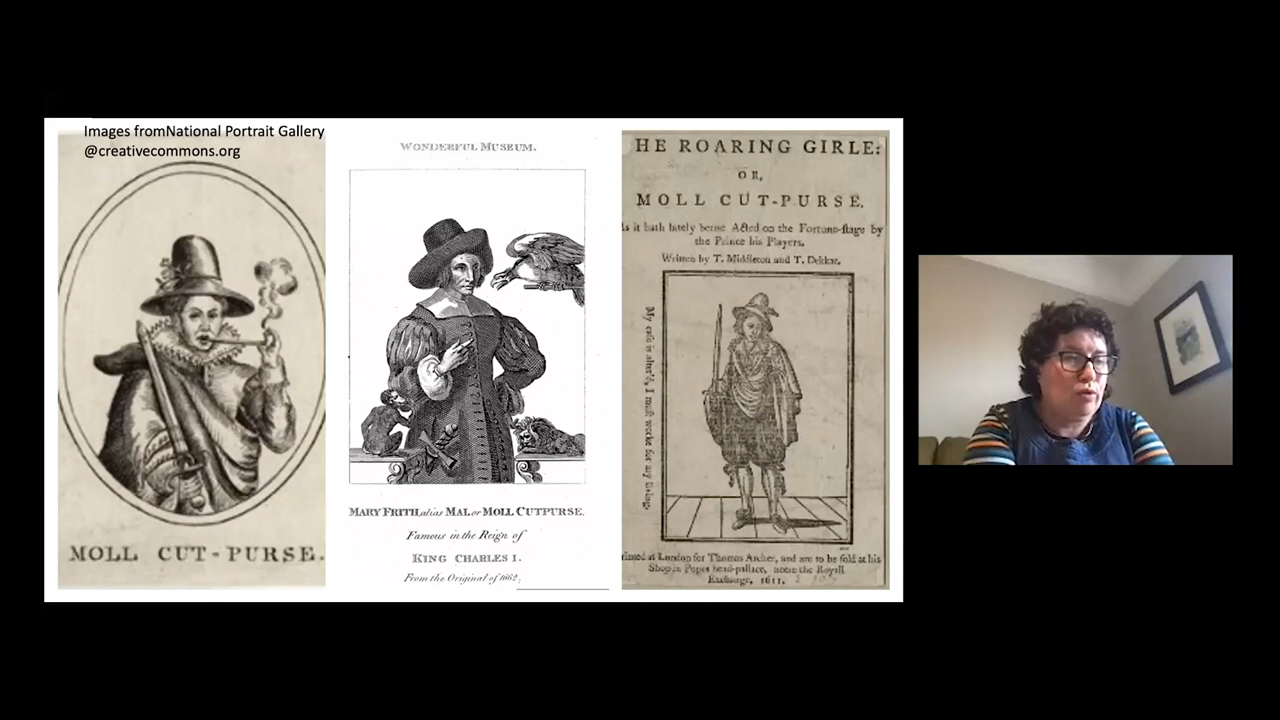 Images fromNational Portrait Gallery
@creativecommons.org
MOLL CUT-PURSE.
WONDERFUL MUSEUM.
MARY FRITH alias MAL or MOLL CUTPURSE,
Famous in the Reign of
KING CHARLES I.
From the Original of 1662;
HE ROARING GIRLE:
OR,
MOLL CUT-PURSE.
As it hath lately beene Acted on the Fortune-stage by
the Prince his Players.
Written by T. Middleton and T. Dekkar.
My case is alter'd, I must worke for my living.
rinted at London for Thomas Archer, and are to be sold at his
Shop in Popes head-pallace, neere the Royall
Exchange, 1611.